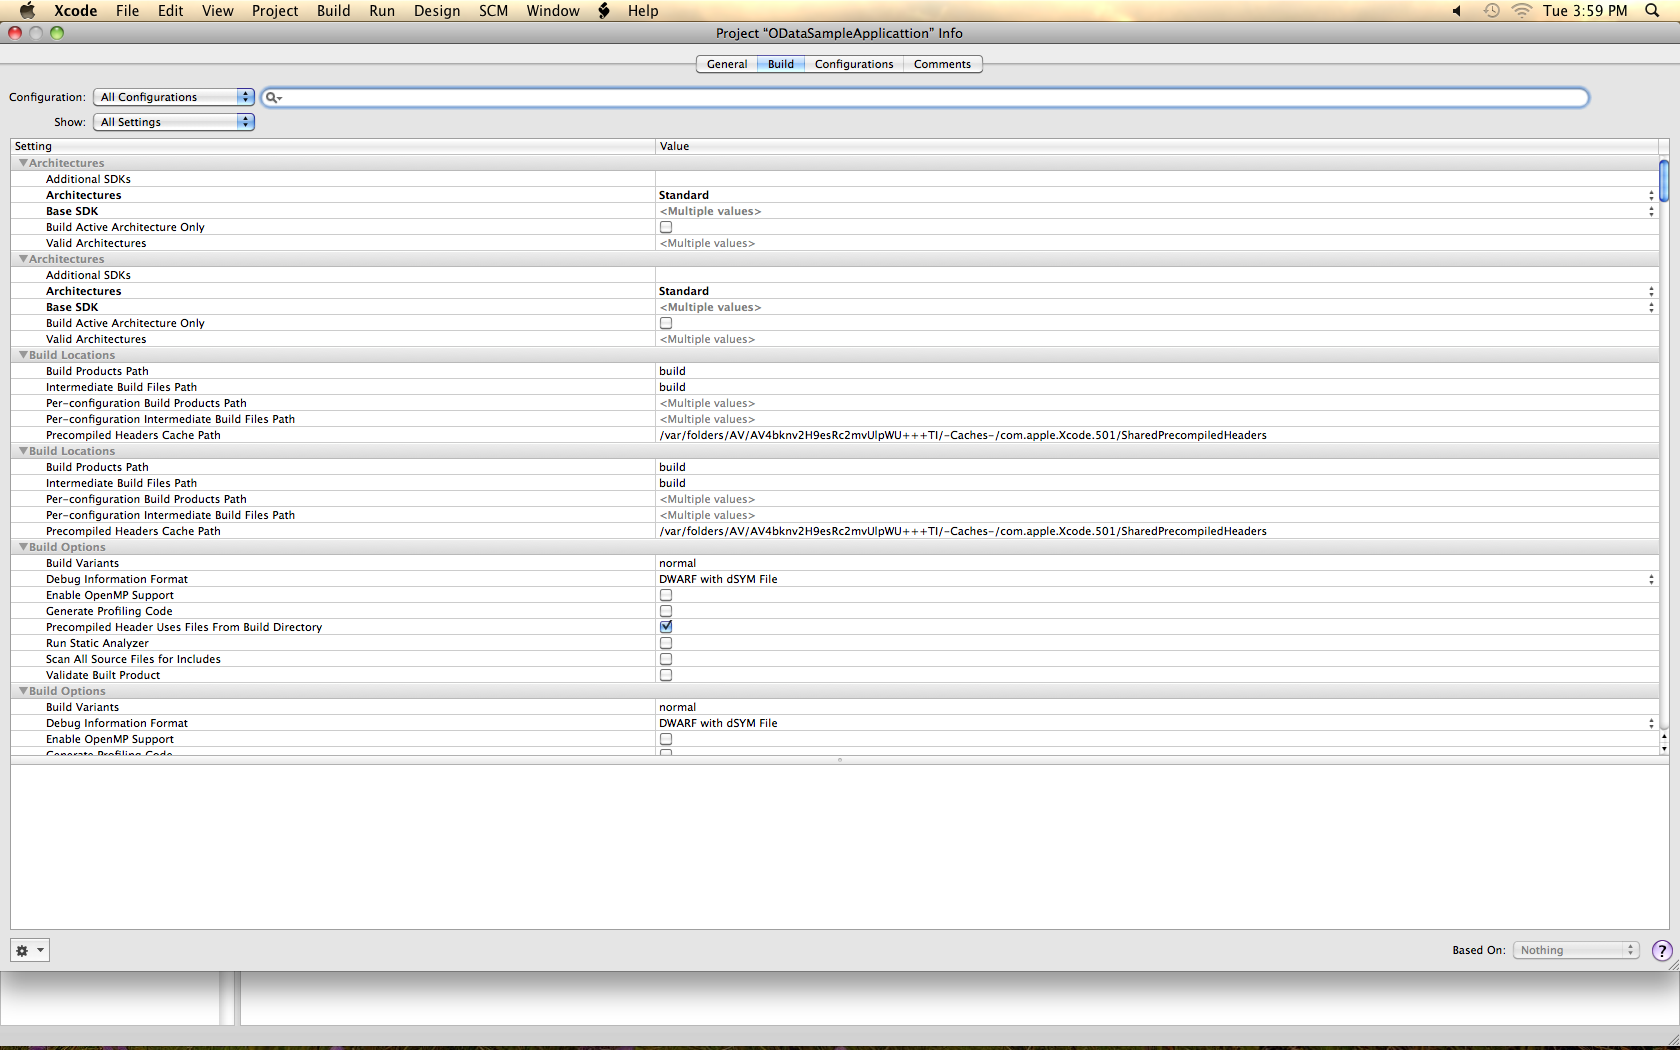 Xcode File Edit View Project Build Run Design SCM Window Help Tue 3:59 PM
Project “ODataSampleApplicattion” Info
General Build Configurations Comments
Configuration: All Configurations
Show: All Settings
Setting Value
Architectures
Additional SDKs
Architectures Standard
Base SDK <Multiple values>
Build Active Architecture Only
Valid Architectures <Multiple values>
Architectures
Additional SDKs
Architectures Standard
Base SDK <Multiple values>
Build Active Architecture Only
Valid Architectures <Multiple values>
Build Locations
Build Products Path build
Intermediate Build Files Path build
Per-configuration Build Products Path <Multiple values>
Per-configuration Intermediate Build Files Path <Multiple values>
Precompiled Headers Cache Path /var/folders/AV/AV4bknv2H9esRc2mvUlpWU+++TI/-Caches-/com.apple.Xcode.501/SharedPrecompiledHeaders
Build Locations
Build Products Path build
Intermediate Build Files Path build
Per-configuration Build Products Path <Multiple values>
Per-configuration Intermediate Build Files Path <Multiple values>
Precompiled Headers Cache Path /var/folders/AV/AV4bknv2H9esRc2mvUlpWU+++TI/-Caches-/com.apple.Xcode.501/SharedPrecompiledHeaders
Build Options
Build Variants normal
Debug Information Format DWARF with dSYM File
Enable OpenMP Support
Generate Profiling Code
Precompiled Header Uses Files From Build Directory
Run Static Analyzer
Scan All Source Files for Includes
Validate Built Product
Build Options
Build Variants normal
Debug Information Format DWARF with dSYM File
Enable OpenMP Support
Generate Profiling Code
Based On: Nothing ?